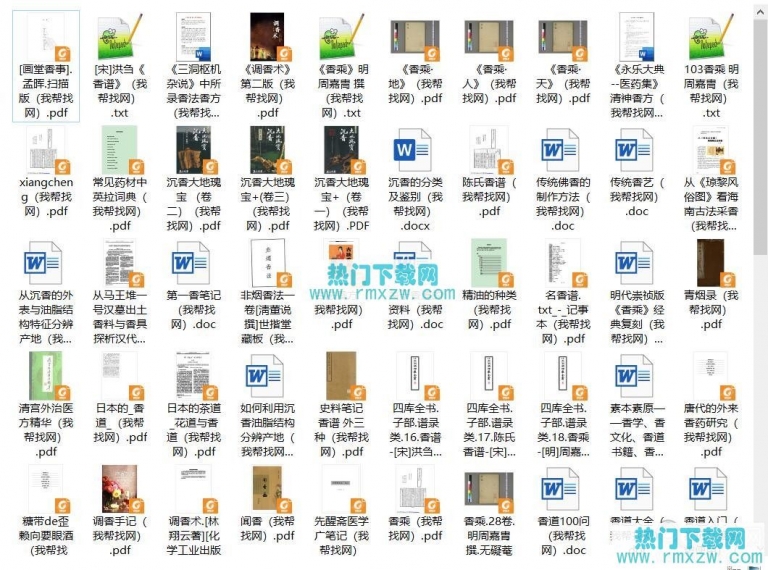 [画堂香事].
孟晖.扫描
版（我帮找
网）.pdf
[宋]洪刍《
香谱》（我
帮找网）
.txt
《三洞枢机
杂说》中所
录香法香方
（我帮找...
《调香术》
第二版（我
帮找网）
.pdf
《香乘》明
周嘉胄 撰
（我帮找
网）.txt
《香乘·
地》（我帮
找网）.pdf
《香乘·
人》（我帮
找网）.pdf
《香乘·
天》（我帮
找网）.pdf
《永乐大典
--医药集》
清神香方
（我帮找...
103香乘 明
周嘉胄（我
帮找网）
.txt
xiangchen
g（我帮找
网）.pdf
常见药材中
英拉词典（
我帮找网）
.pdf
沉香大地瑰
宝（卷
二）（我帮
找网）.pdf
沉香大地瑰
宝+(卷三)
（我帮找
网）.pdf
沉香大地瑰
宝+（卷
一）（我帮
找网）.PDF
沉香的分类
及鉴别（我
帮找网）
.docx
陈氏香谱（
我帮找网）
.pdf
传统佛香的
制作方法（
我帮找网）
.doc
传统香艺（
我帮找网）
.doc
从《琼黎风
俗图》看海
南古法采香
（我帮找...
从沉香的外
表与油脂结
构特征分辨
产地（我...
从马王堆一
号汉墓出土
香料与香具
探析汉代...
第一香笔记
（我帮找
网）.doc
非烟香法一
卷[清董说
撰]世揩堂
藏板（我...
我帮找网）
.pdf
资料（我帮
找网）.pdf
精油的种类
（我帮找
网）.pdf
名香谱.
txt_-_记事
本（我帮找
网）.pdf
明代崇祯版
《香乘》经
典复刻（我
帮找网）...
青烟录（我
帮找网）
.pdf
清宫外治医
方精华（我
帮找网）
.pdf
日本的_香
道_（我帮找
网）.pdf
日本的茶道
_花道与香
道（我帮找
网）.pdf
如何利用沉
香油脂结构
分辨产地（
我帮找网...
史料笔记
香谱 外三
种（我帮找
网）.pdf
四库全书.
子部.谱录
类.16.香谱
-[宋]洪刍...
四库全书.
子部.谱录
类.17.陈氏
香谱-[宋]...
四库全书.
子部.谱录
类.18.香乘
-[明]周嘉...
素本素原—
—香学、香
文化、香道
书籍、香...
唐代的外来
香药研究（
我帮找网）
.pdf
糖带de歪
赖向要眼酒
（我帮找
调香手记（
我帮找网）
.pdf
调香术.[林
翔云著][化
学工业出版
闻香（我帮
找网）.pdf
先醒斋医学
广笔记（我
帮找网）
香乘（我帮
找网）.pdf
香乘.28卷.
明周嘉胄
撰.无礙菴
香道100问
（我帮找
网）.doc
香道大全（
香道入门（
热门下载网
www.rmxzw.com
热门下载网
www.rmxzw.com